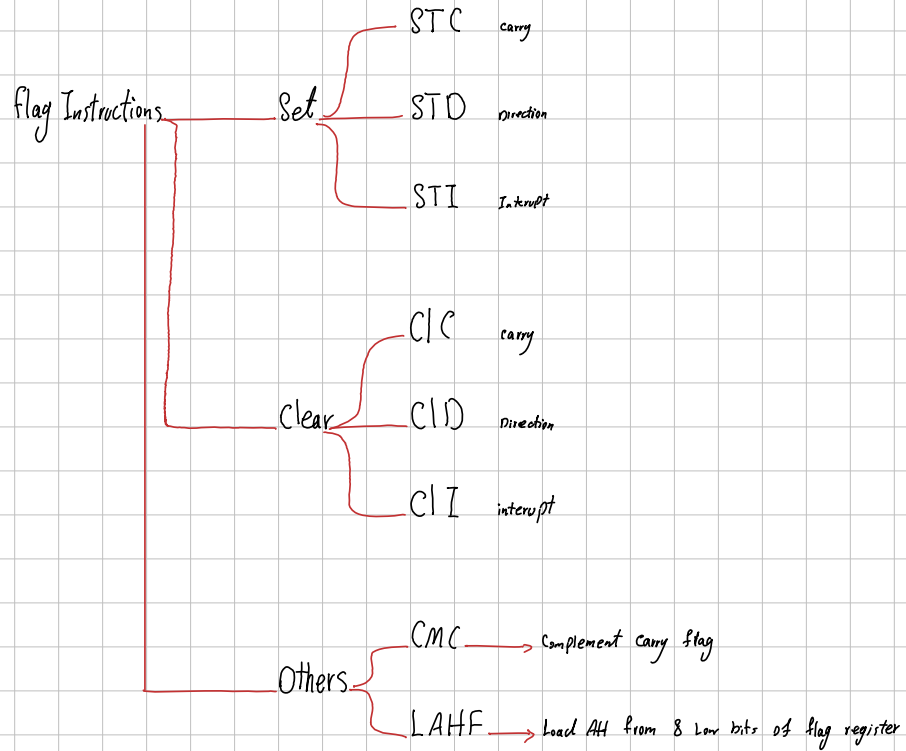 STC carry
flag Instructions Set STD Direction
STI Interupt
ClC carry
Clear ClD Direction
ClI interupt
CMC → Complement carry flag
Others
LAHF → Load AH from 8 Low bits of flag register